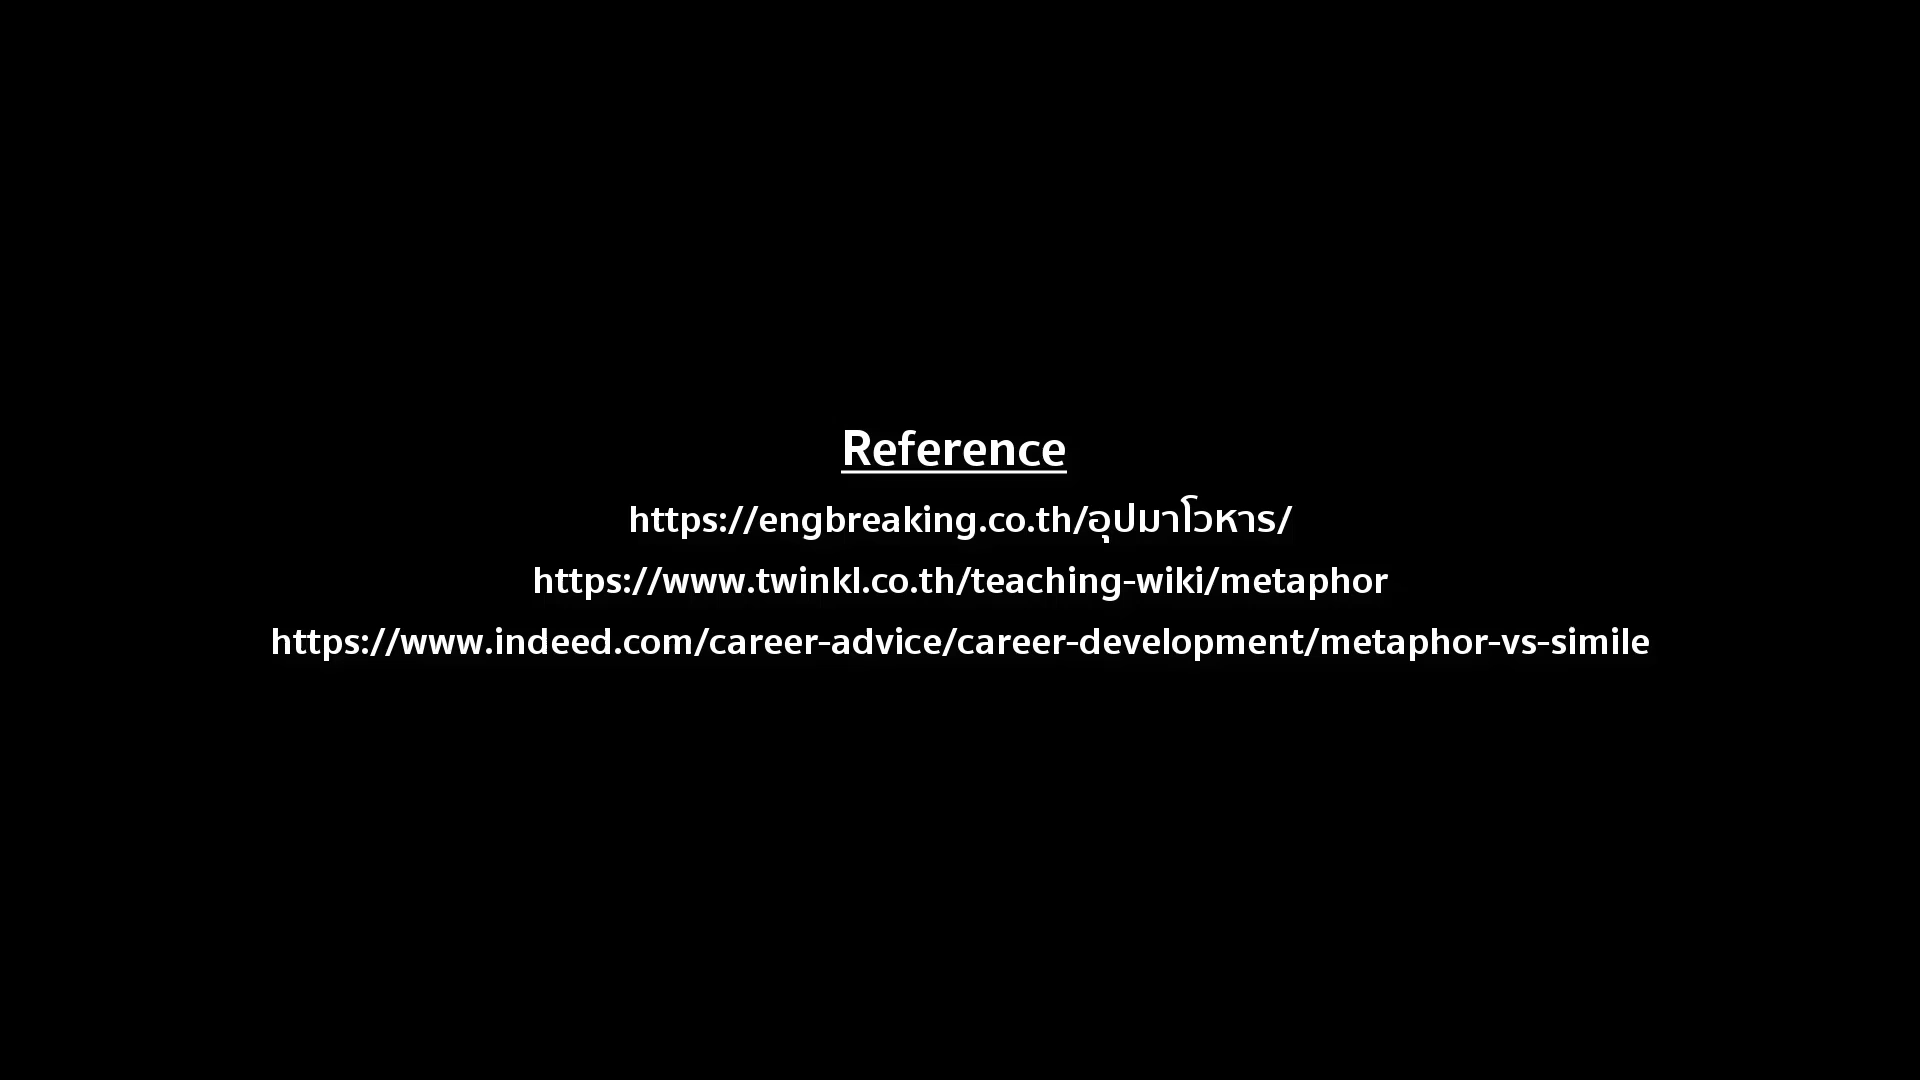 Reference
https://engbreaking.co.th/อุปมาโวหาร/
https://www.twinkl.co.th/teaching-wiki/metaphor
https://www.indeed.com/career-advice/career-development/metaphor-vs-simile